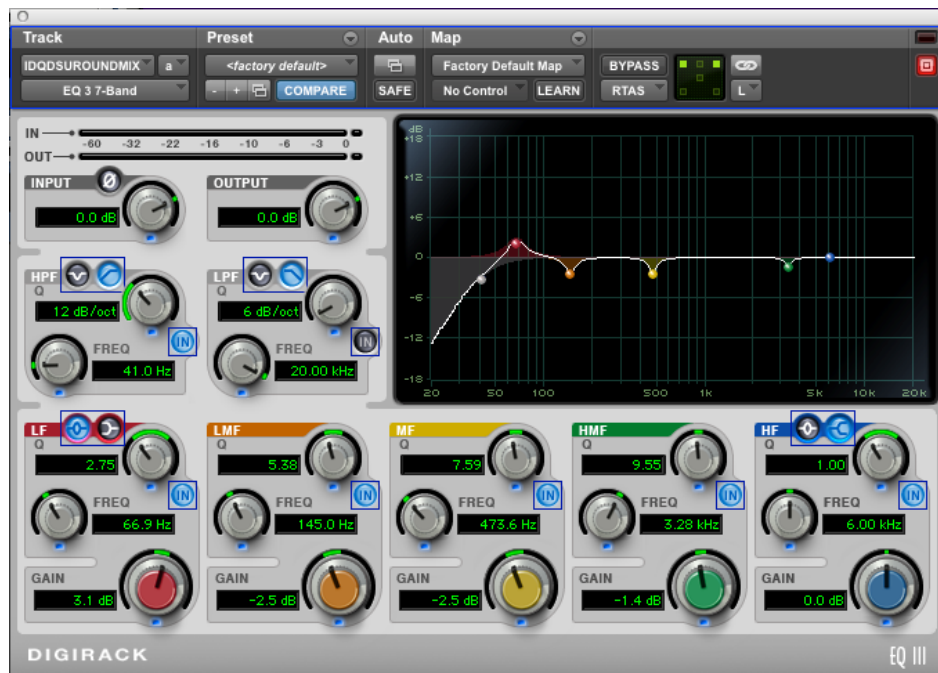 Track Preset Auto Map
IDQDSUROUNDMIX a <factory default> Factory Default Map BYPASS
EQ 3 7-Band - + COMPARE SAFE No Control LEARN RTAS L
IN
-60 -32 -22 -16 -10 -6 -3 0
OUT
INPUT Ø OUTPUT
0.0 dB 0.0 dB
HPF LPF
Q Q
12 dB/oct 6 dB/oct
IN IN
FREQ FREQ
41.0 Hz 20.00 kHz
dB
+18
+12
+6
0
-6
-12
-18
20 50 100 500 1k 5k 10k 20k
LF LMF MF HMF HF
Q Q Q Q Q
2.75 5.38 7.59 9.55 1.00
IN IN IN IN IN
FREQ FREQ FREQ FREQ FREQ
66.9 Hz 145.0 Hz 473.6 Hz 3.28 kHz 6.00 kHz
GAIN GAIN GAIN GAIN GAIN
3.1 dB -2.5 dB -2.5 dB -1.4 dB 0.0 dB
DIGIRACK EQ III